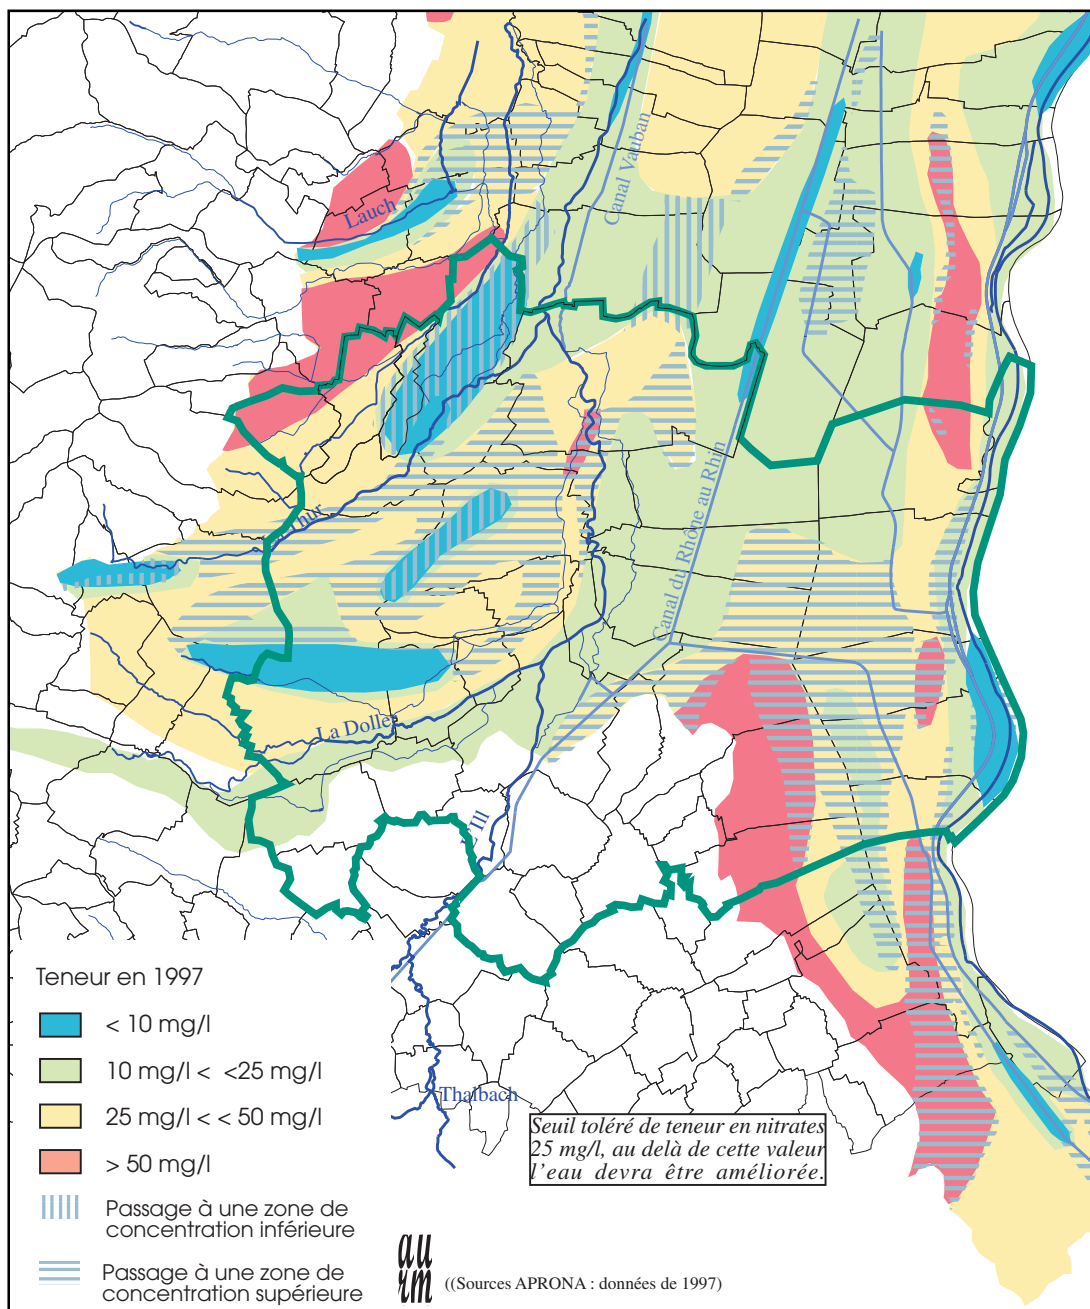 Canal Vauban
Lauch
Thur
Canal du Rhône au Rhin
La Doller
L'Ill
Thalbach
Teneur en 1997
< 10 mg/l
10 mg/l < <25 mg/l
25 mg/l < < 50 mg/l
> 50 mg/l
Passage à une zone de
concentration inférieure
Passage à une zone de
concentration supérieure
Seuil toléré de teneur en nitrates
25 mg/l, au delà de cette valeur
l'eau devra être améliorée.
au
rm
((Sources APRONA : données de 1997)